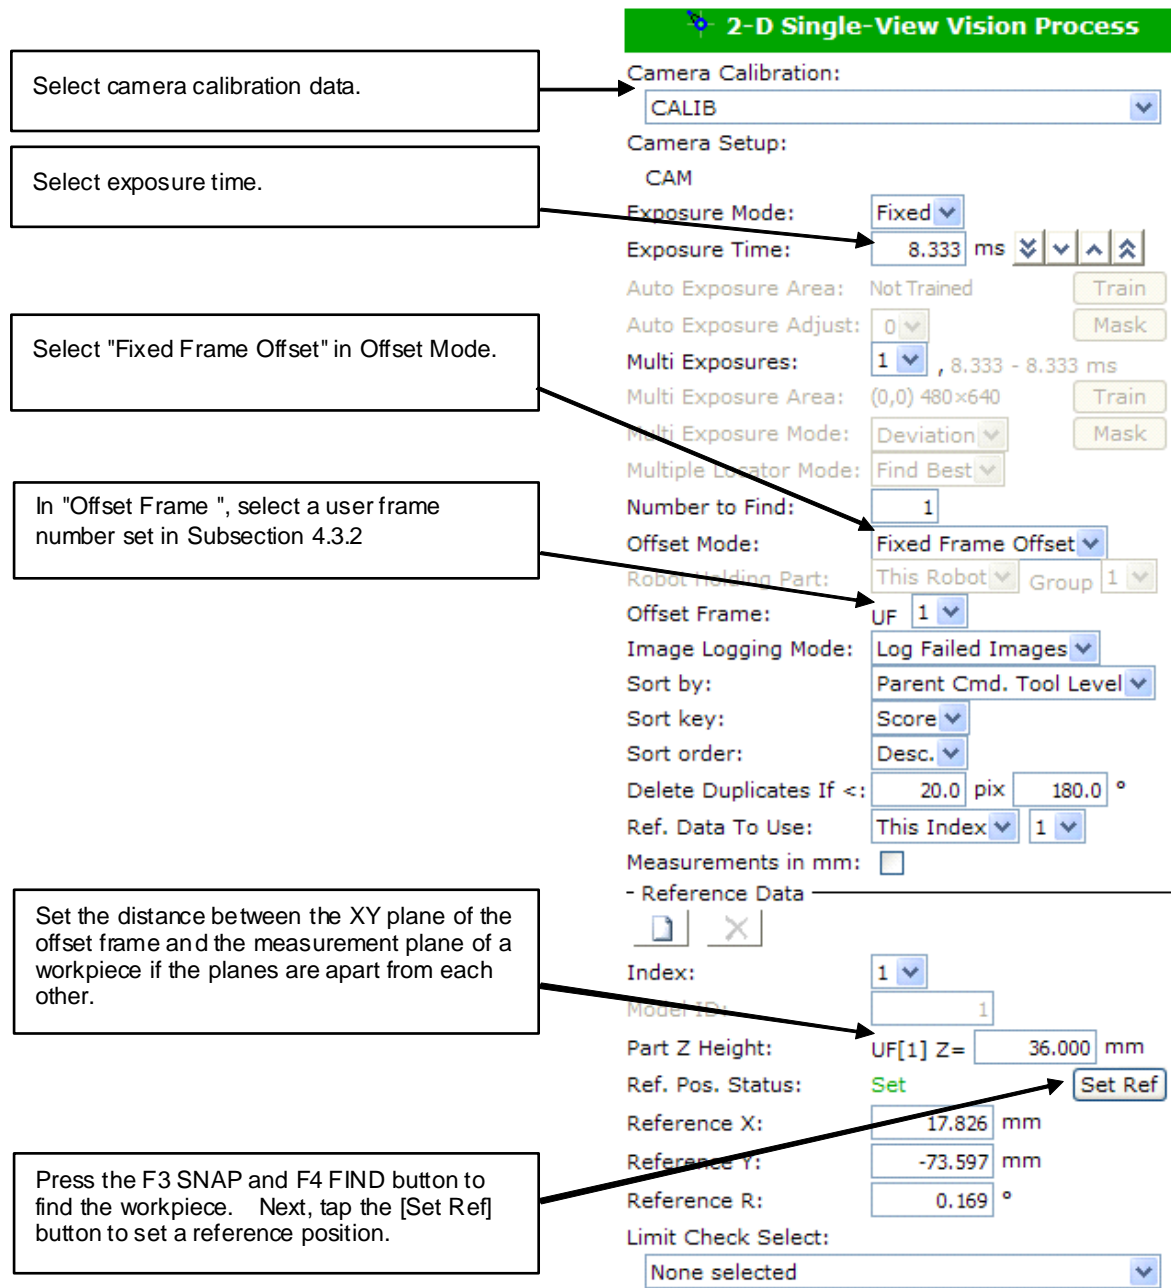 2-D Single-View Vision Process
Select camera calibration data.
Camera Calibration:
CALIB
Camera Setup:
CAM
Select exposure time.
Exposure Mode: Fixed
Exposure Time: 8.333 ms
Auto Exposure Area: Not Trained Train
Auto Exposure Adjust: 0 Mask
Select "Fixed Frame Offset" in Offset Mode.
Multi Exposures: 1 , 8.333 - 8.333 ms
Multi Exposure Area: (0,0) 480×640 Train
Multi Exposure Mode: Deviation Mask
Multiple Locator Mode: Find Best
In "Offset Frame ", select a user frame
number set in Subsection 4.3.2
Number to Find: 1
Offset Mode: Fixed Frame Offset
Robot Holding Part: This Robot Group 1
Offset Frame: UF 1
Image Logging Mode: Log Failed Images
Sort by: Parent Cmd. Tool Level
Sort key: Score
Sort order: Desc.
Delete Duplicates If <: 20.0 pix 180.0 °
Ref. Data To Use: This Index 1
Measurements in mm:
- Reference Data
Set the distance between the XY plane of the
offset frame and the measurement plane of a
workpiece if the planes are apart from each
other.
Index: 1
Model ID: 1
Part Z Height: UF[1] Z= 36.000 mm
Ref. Pos. Status: Set Set Ref
Reference X: 17.826 mm
Reference Y: -73.597 mm
Reference R: 0.169 °
Press the F3 SNAP and F4 FIND button to
find the workpiece. Next, tap the [Set Ref]
button to set a reference position.
Limit Check Select:
None selected